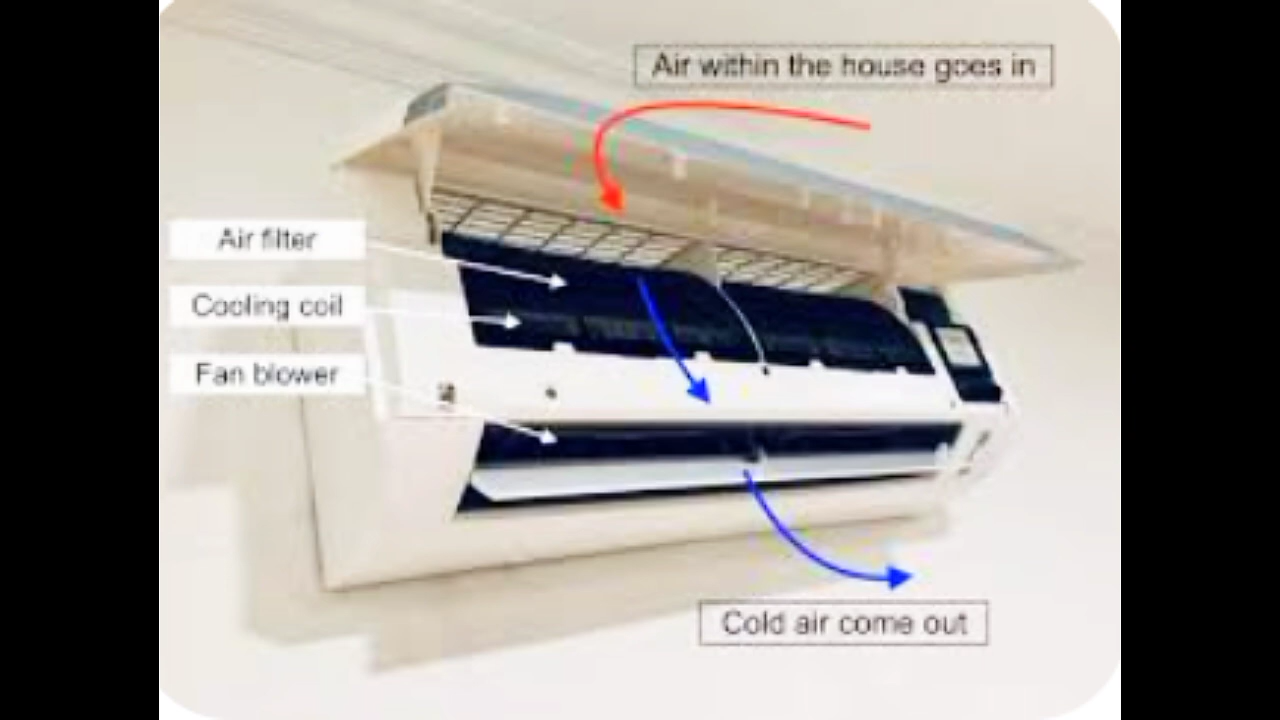 Air within the house goes in
Air filter
Cooling coil
Fan blower
Cold air come out